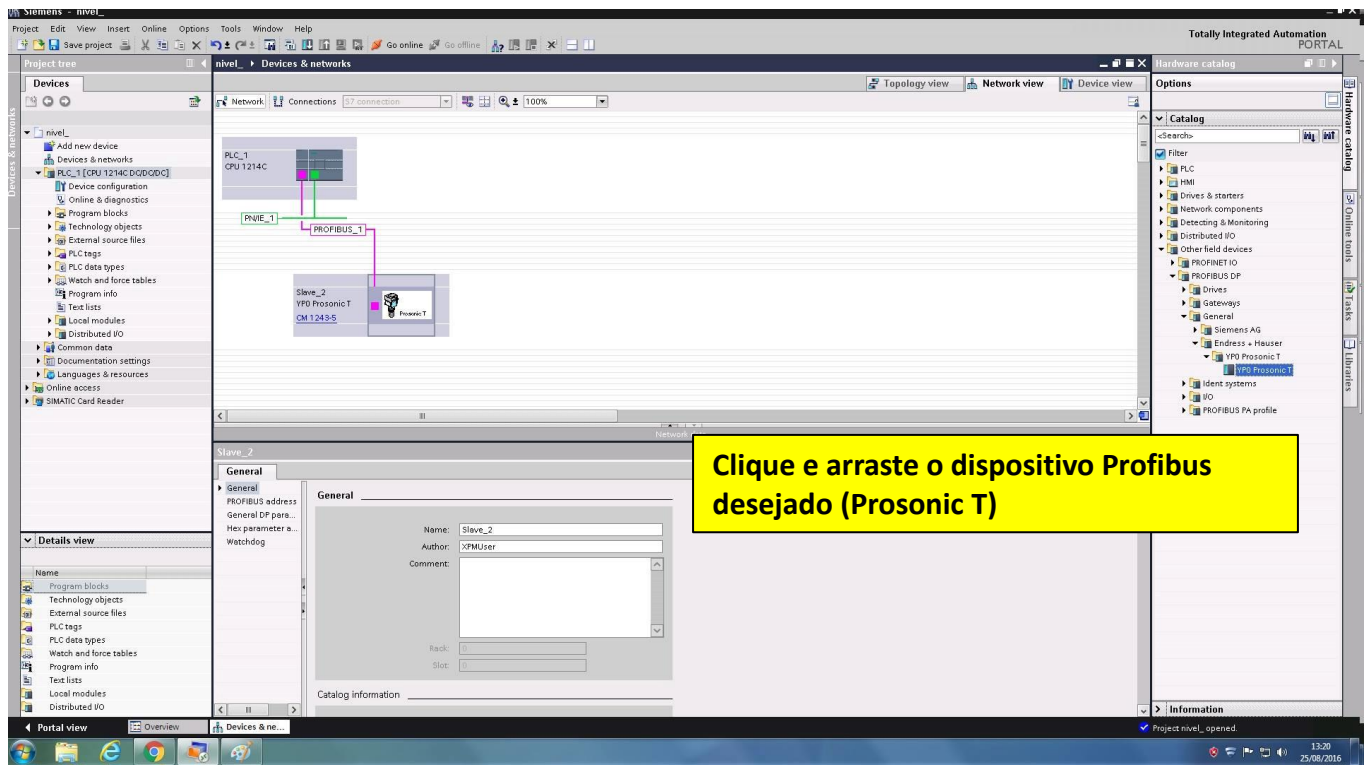 Siemens - nivel_
Project Edit View Insert Online Options Tools Window Help
Save project Go online Go offline
Totally Integrated Automation
PORTAL
Project tree
Devices
nivel_
Add new device
Devices & networks
PLC_1 [CPU 1214C DC/DC/DC]
Device configuration
Online & diagnostics
Program blocks
Technology objects
External source files
PLC tags
PLC data types
Watch and force tables
Program info
Text lists
Local modules
Distributed I/O
Common data
Documentation settings
Languages & resources
Online access
SIMATIC Card Reader
Details view
Name
Program blocks
Technology objects
External source files
PLC tags
PLC data types
Watch and force tables
Program info
Text lists
Local modules
Distributed I/O
Devices & networks
nivel_ Devices & networks
Topology view Network view Device view
Network Connections 100%
PLC_1
CPU 1214C
PN/IE_1
PROFIBUS_1
Slave_2
YP0 Prosonic T
CM 1243-5
Prosonic T
Slave_2
General
General
PROFIBUS address
General DP para...
Hex parameter a...
Watchdog
General
Name: Slave_2
Author: XPMUser
Comment:
Rack: 0
Slot: 0
Catalog information
Clique e arraste o dispositivo Profibus
desejado (Prosonic T)
Hardware catalog
Options
Catalog
<Search>
Filter
PLC
HMI
Drives & starters
Network components
Detecting & Monitoring
Distributed I/O
Other field devices
PROFINET IO
PROFIBUS DP
Drives
Gateways
General
Siemens AG
Endress + Hauser
YP0 Prosonic T
YP0 Prosonic T
Ident systems
I/O
PROFIBUS PA profile
Information
Hardware catalog
Online tools
Tasks
Libraries
Portal view Overview Devices & ne...
Project nivel_ opened.
13:20
25/08/2016